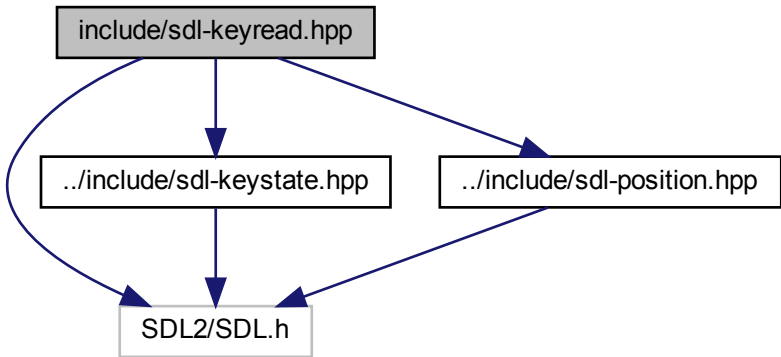 include/sdl-keyread.hpp
../include/sdl-keystate.hpp
../include/sdl-position.hpp
SDL2/SDL.h